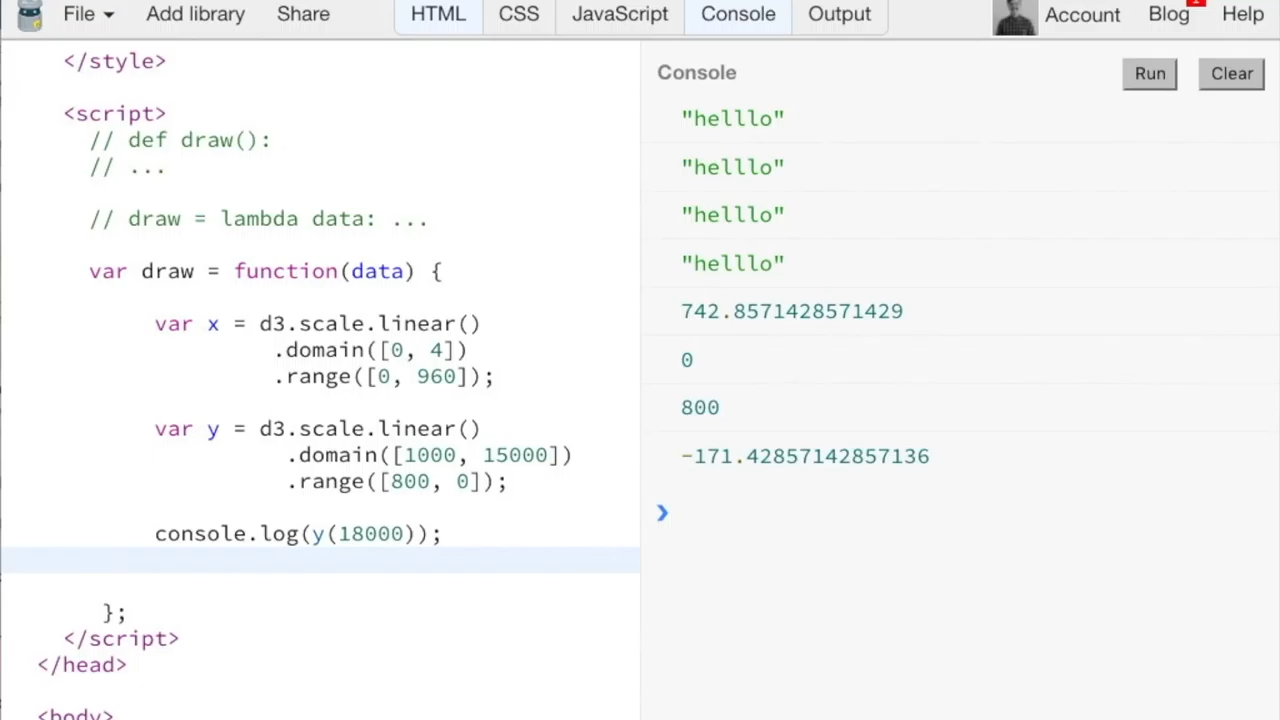 File Add library Share HTML CSS JavaScript Console Output Account Blog 1 Help
</style>
<script>
// def draw():
// ...
// draw = lambda data: ...
var draw = function(data) {
var x = d3.scale.linear()
.domain([0, 4])
.range([0, 960]);
var y = d3.scale.linear()
.domain([1000, 15000])
.range([800, 0]);
console.log(y(18000));
};
</script>
</head>
<body>
Console Run Clear
"helllo"
"helllo"
"helllo"
"helllo"
742.8571428571429
0
800
-171.42857142857136
❯